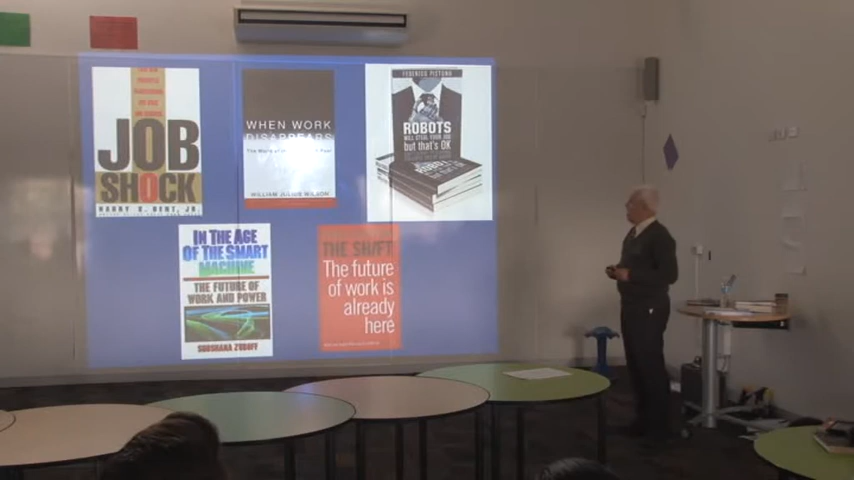 JOB
SHOCK
HARRY S. DENT, JR.
WHEN WORK
DISAPPEARS
WILLIAM JULIUS WILSON
FEDERICO PISTONO
ROBOTS
WILL STEAL YOUR JOB
but that's OK
IN THE AGE
OF THE SMART
MACHINE
THE FUTURE OF
WORK AND POWER
SHOSHANA ZUBOFF
THE SHIFT
The future
of work is
already
here